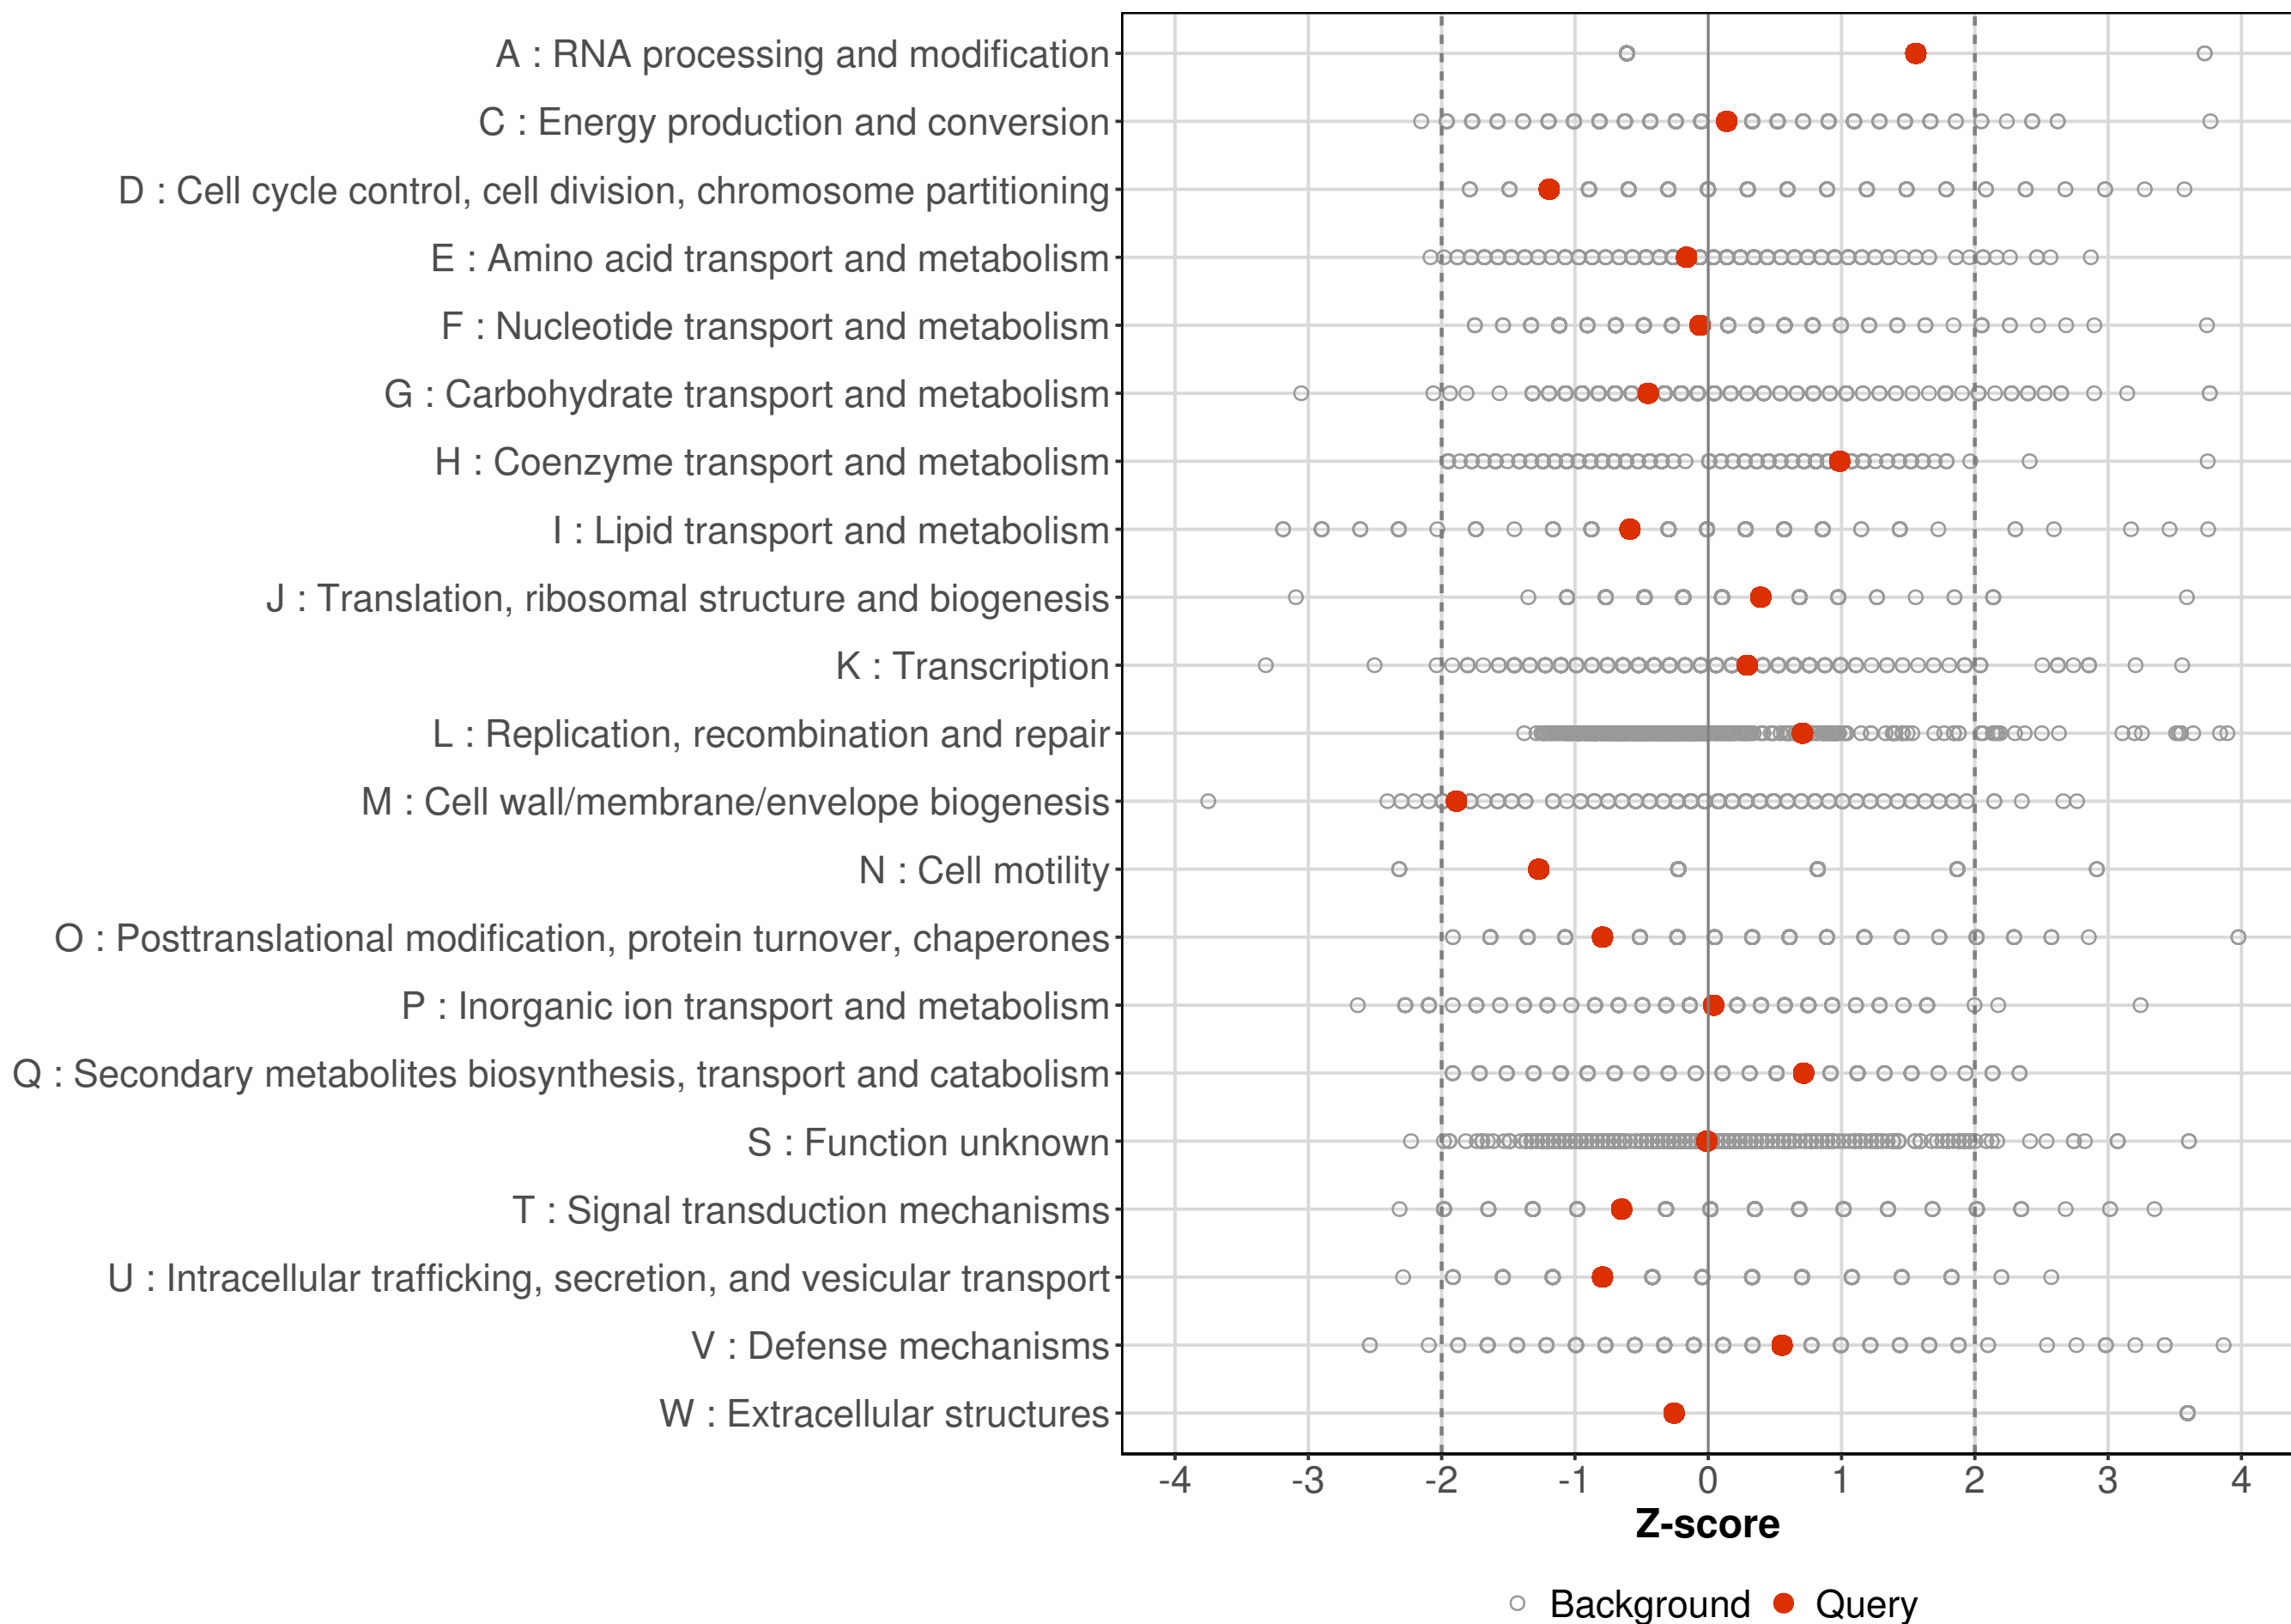 A : RNA processing and modification
C : Energy production and conversion
D : Cell cycle control, cell division, chromosome partitioning
E : Amino acid transport and metabolism
F : Nucleotide transport and metabolism
G : Carbohydrate transport and metabolism
H : Coenzyme transport and metabolism
I : Lipid transport and metabolism
J : Translation, ribosomal structure and biogenesis
K : Transcription
L : Replication, recombination and repair
M : Cell wall/membrane/envelope biogenesis
N : Cell motility
O : Posttranslational modification, protein turnover, chaperones
P : Inorganic ion transport and metabolism
Q : Secondary metabolites biosynthesis, transport and catabolism
S : Function unknown
T : Signal transduction mechanisms
U : Intracellular trafficking, secretion, and vesicular transport
V : Defense mechanisms
W : Extracellular structures
-4 -3 -2 -1 0 1 2 3 4
Z-score
Background Query